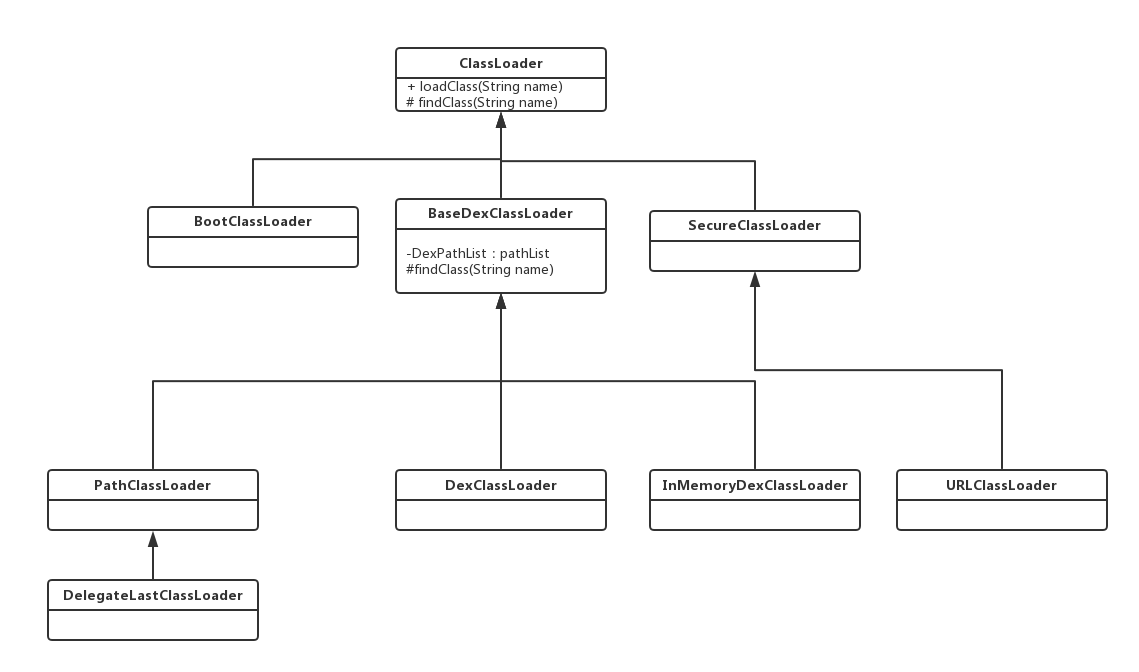 ClassLoader
+ loadClass(String name)
# findClass(String name)
BootClassLoader
BaseDexClassLoader
-DexPathList : pathList
#findClass(String name)
SecureClassLoader
PathClassLoader
DexClassLoader
InMemoryDexClassLoader
URLClassLoader
DelegateLastClassLoader